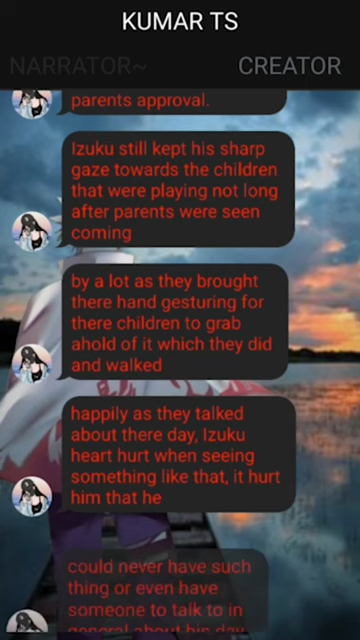 KUMAR TS
NARRATOR~ CREATOR
parents approval.
Izuku still kept his sharp
gaze towards the children
that were playing not long
after parents were seen
coming
by a lot as they brought
there hand gesturing for
there children to grab
ahold of it which they did
and walked
happily as they talked
about there day, Izuku
heart hurt when seeing
something like that, it hurt
him that he
could never have such
thing or even have
someone to talk to in
general about his day